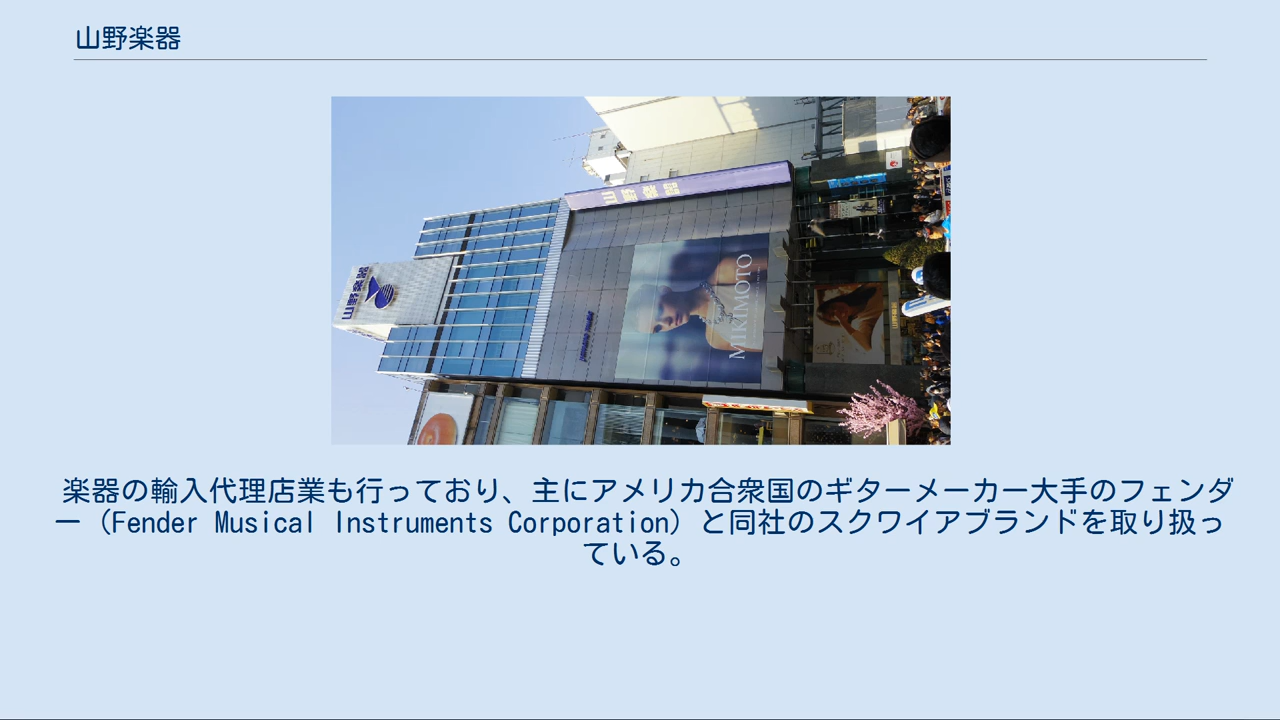 山野楽器
山野楽器
山野楽器
MIKIMOTO
楽器の輸入代理店業も行っており、主にアメリカ合衆国のギターメーカー大手のフェンダ
ー（Fender Musical Instruments Corporation）と同社のスクワイアブランドを取り扱っ
ている。